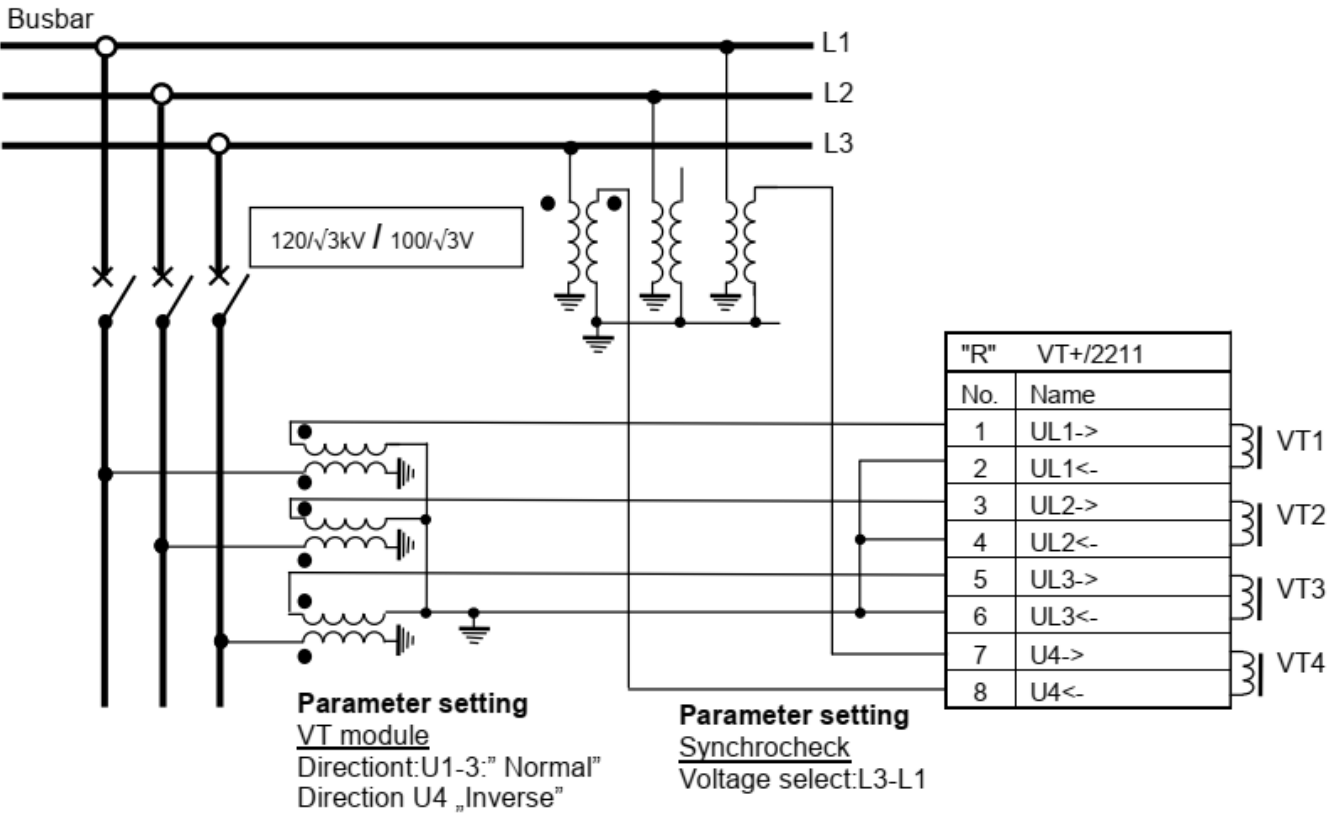 Busbar
L1
L2
L3
120/√3kV / 100/√3V
"R" VT+/2211
No. Name
1 UL1->
2 UL1<-
VT1
3 UL2->
4 UL2<-
VT2
5 UL3->
6 UL3<-
VT3
7 U4->
8 U4<-
VT4
Parameter setting
VT module
Directiont:U1-3:” Normal”
Direction U4 „Inverse”
Parameter setting
Synchrocheck
Voltage select:L3-L1